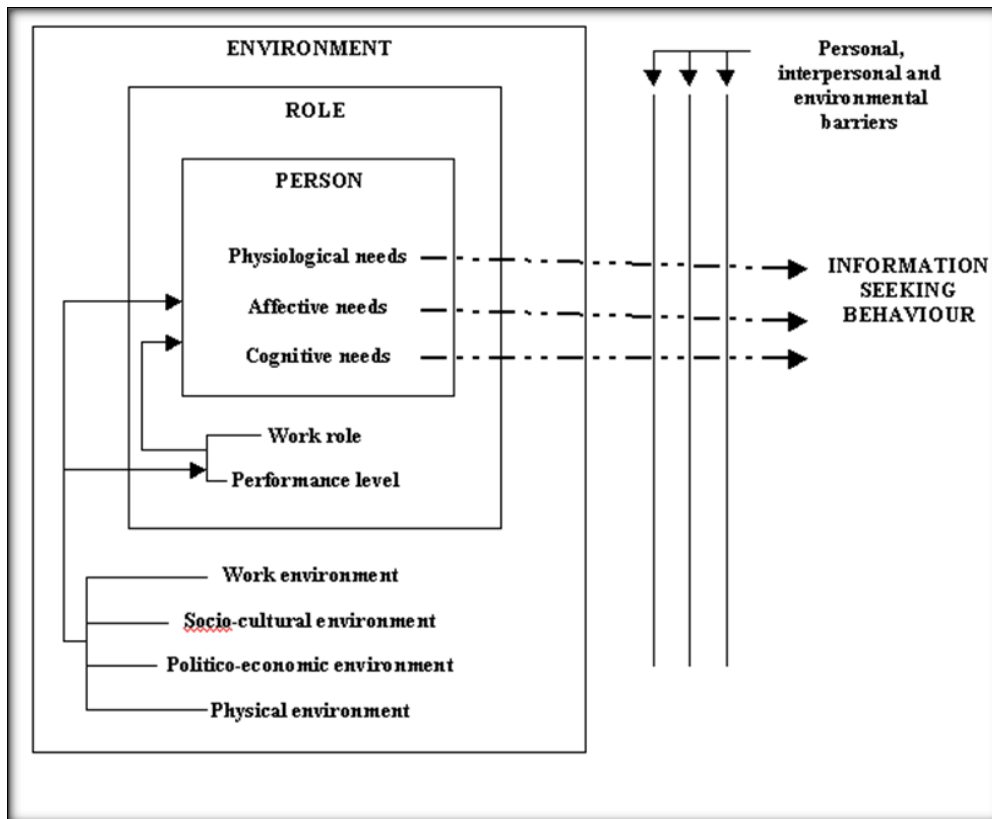 ENVIRONMENT
ROLE
PERSON
Physiological needs
Affective needs
Cognitive needs
Work role
Performance level
Work environment
Socio-cultural environment
Politico-economic environment
Physical environment
Personal,
interpersonal and
environmental
barriers
INFORMATION
SEEKING
BEHAVIOUR